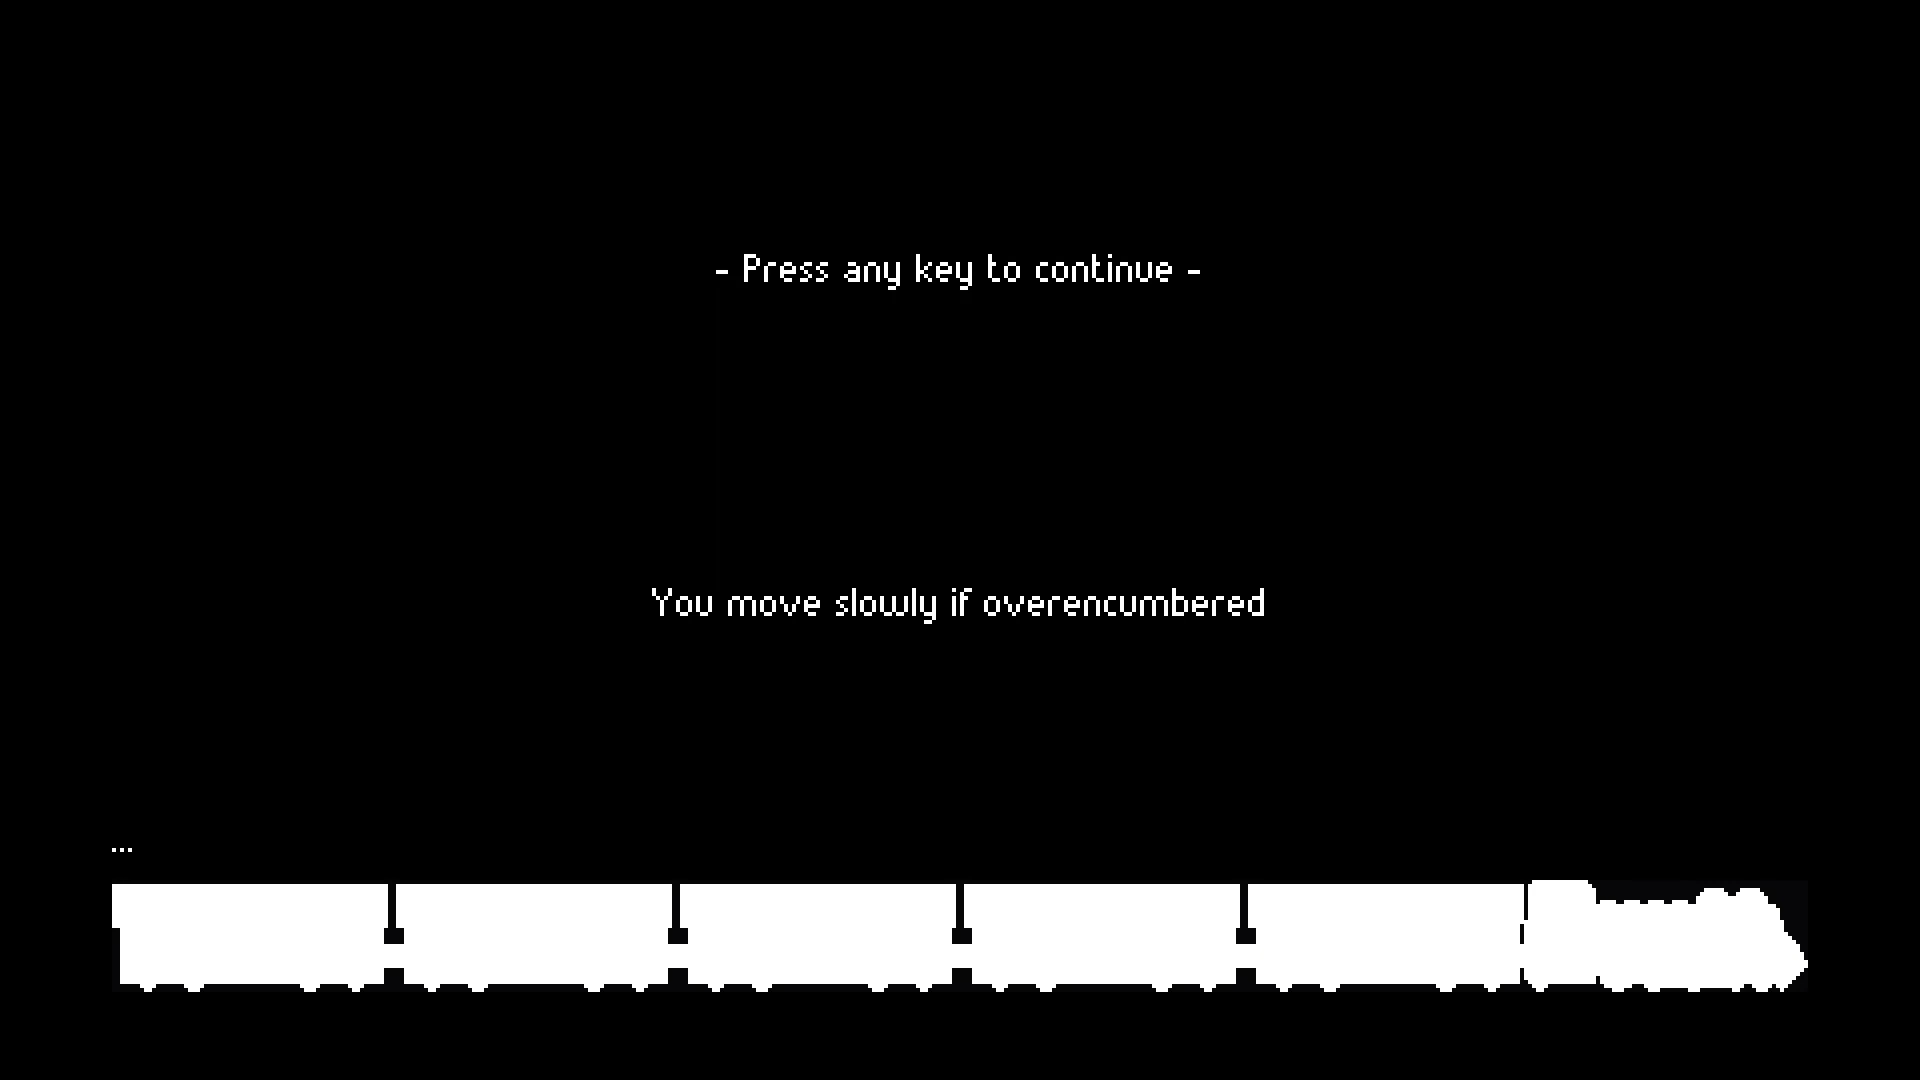 - Press any key to continue -
You move slowly if overencumbered
...